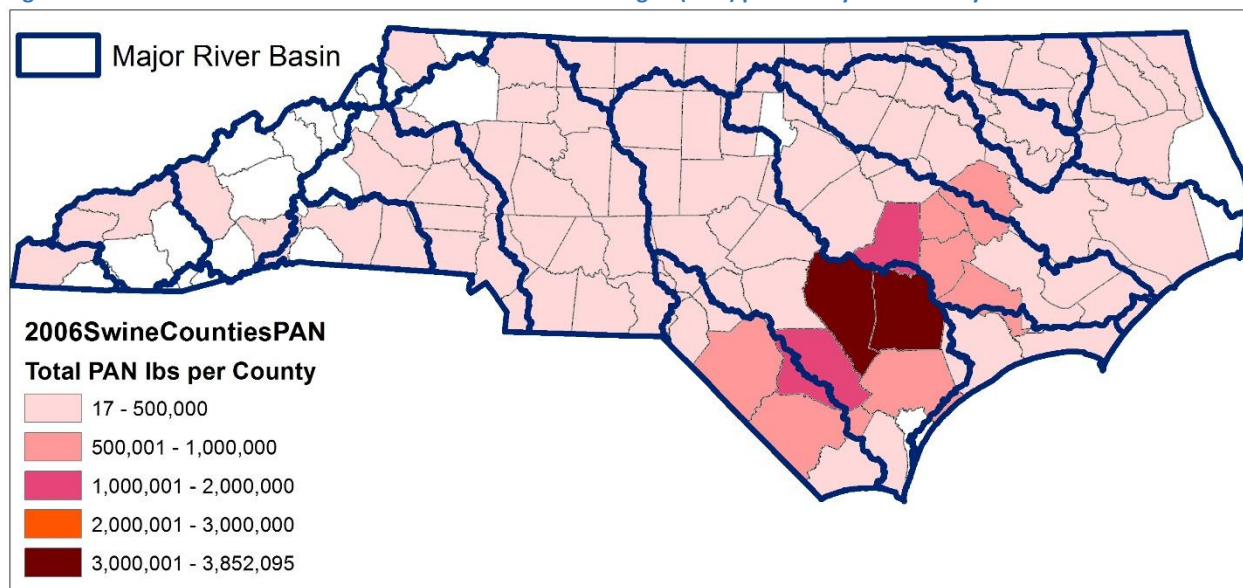 Major River Basin
2006SwineCountiesPAN
Total PAN lbs per County
17 - 500,000
500,001 - 1,000,000
1,000,001 - 2,000,000
2,000,001 - 3,000,000
3,000,001 - 3,852,095